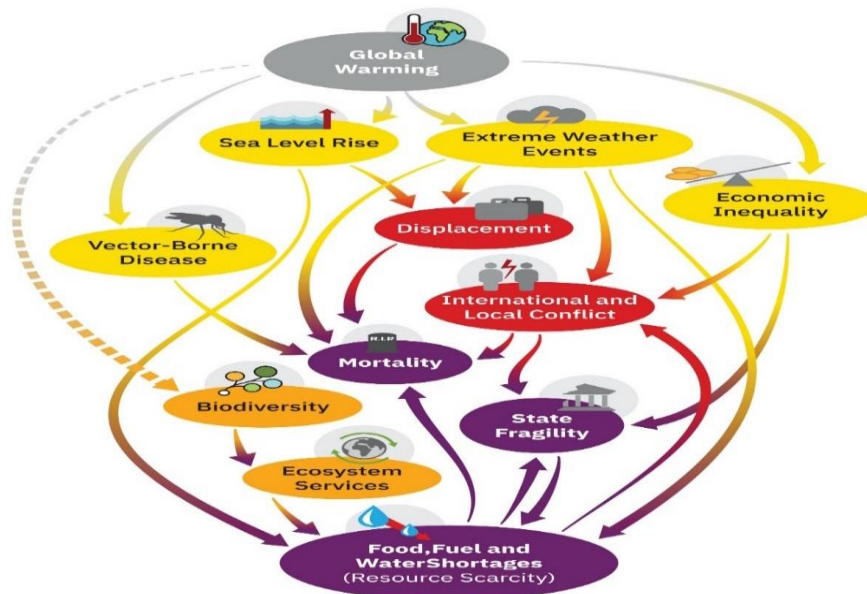 Global
Warming
Sea Level Rise
Extreme Weather
Events
Economic
Inequality
Vector-Borne
Disease
Displacement
International and
Local Conflict
R.I.P
Mortality
Biodiversity
State
Fragility
Ecosystem
Services
Food,Fuel and
WaterShortages
(Resource Scarcity)